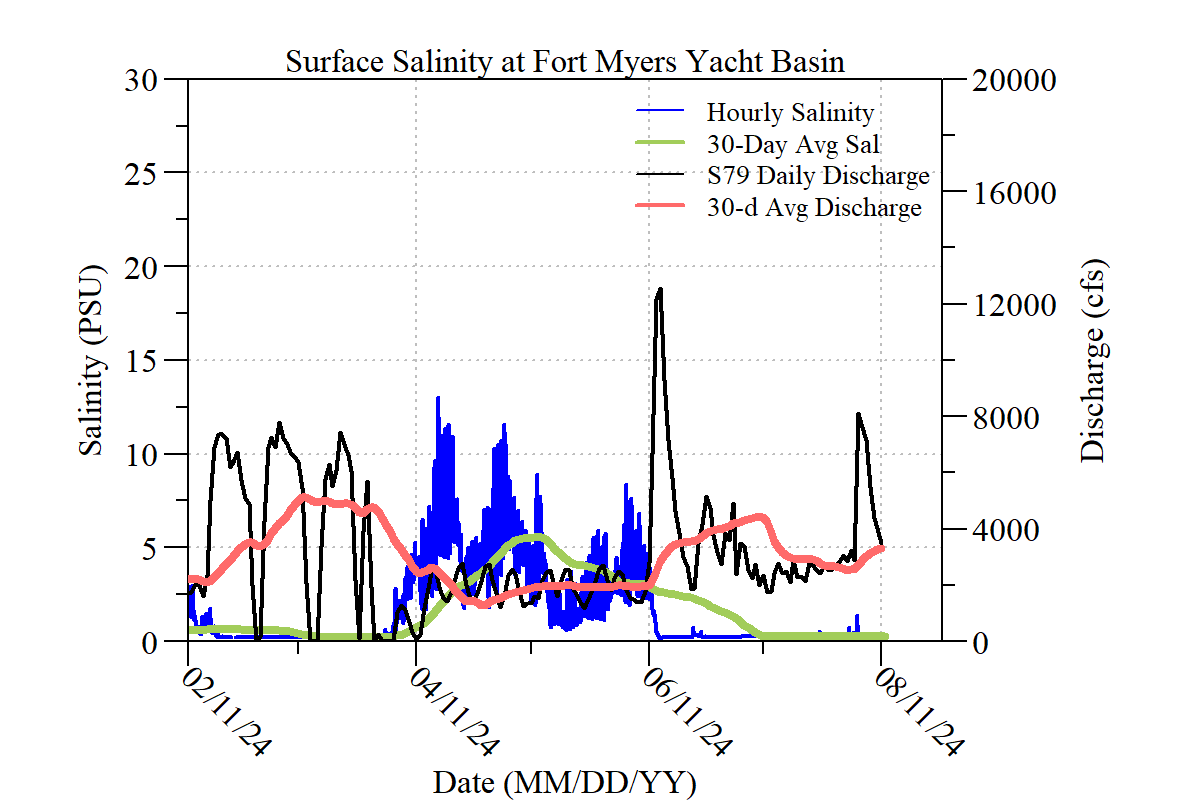 Surface Salinity at Fort Myers Yacht Basin
30
25
20
15
10
5
0
Salinity (PSU)
Hourly Salinity
30-Day Avg Sal
S79 Daily Discharge
30-d Avg Discharge
20000
16000
12000
8000
4000
0
Discharge (cfs)
02/11/24
04/11/24
06/11/24
08/11/24
Date (MM/DD/YY)